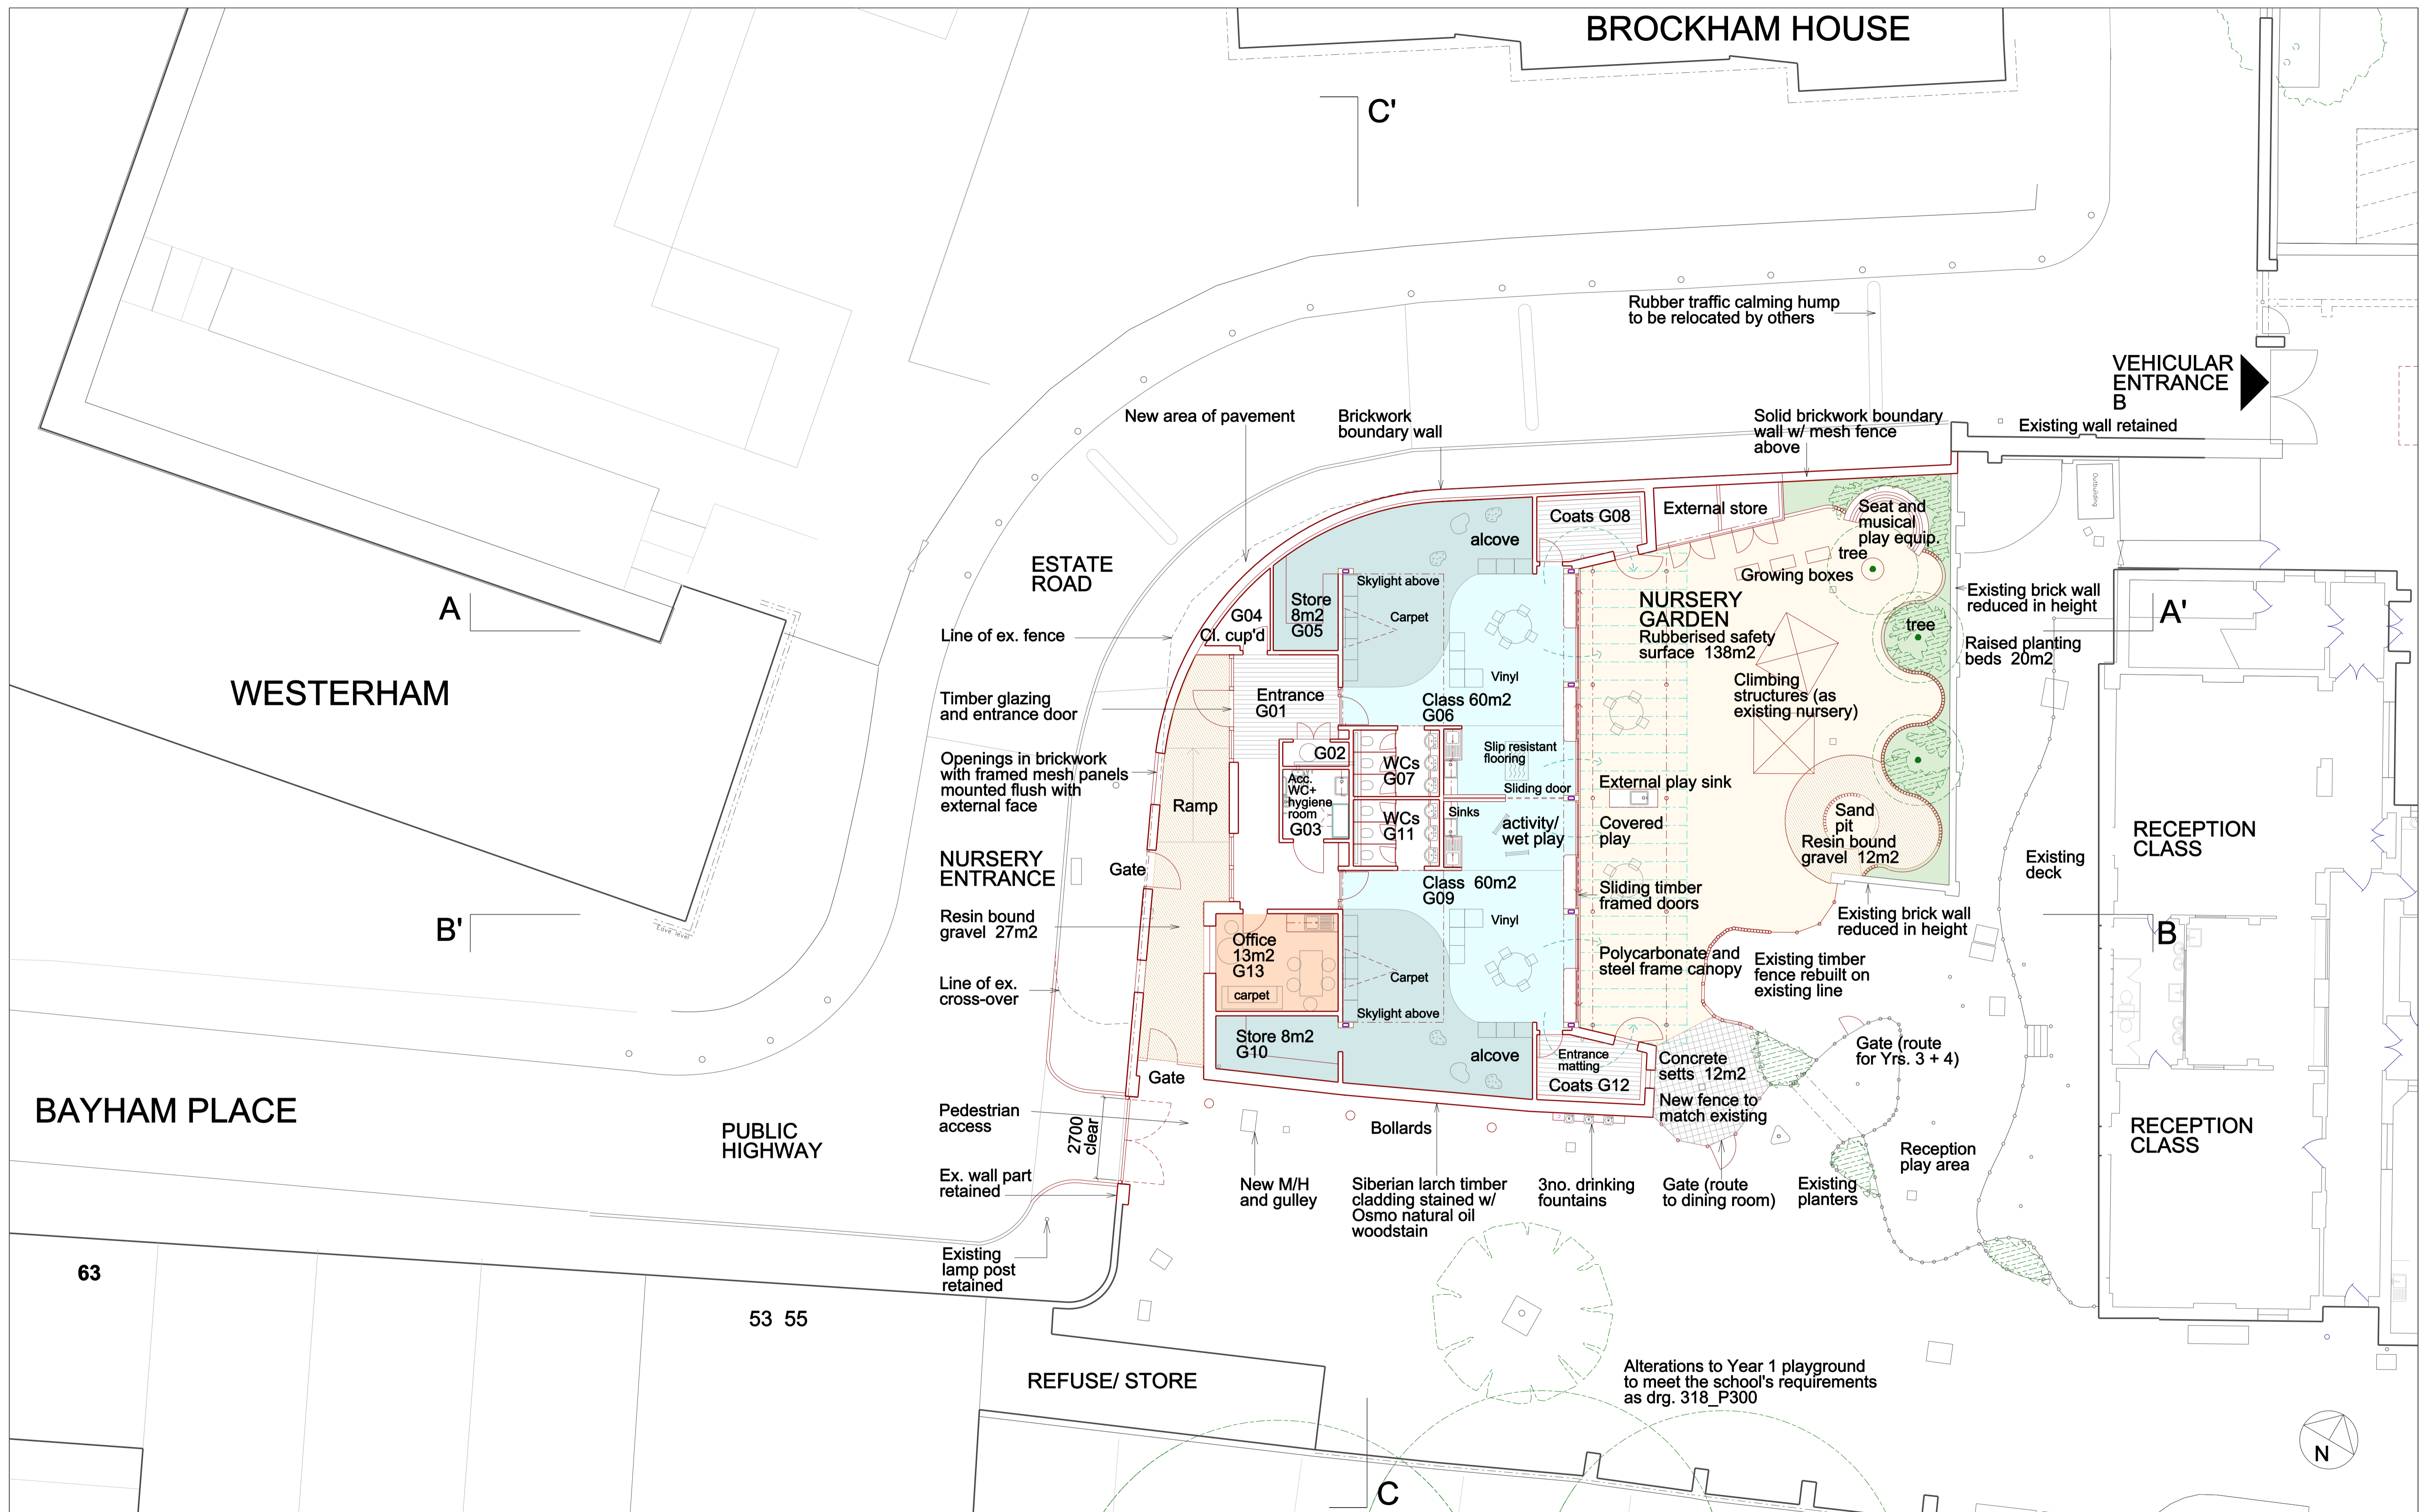 BROCKHAM HOUSE
C'
Rubber traffic calming hump
to be relocated by others
VEHICULAR
ENTRANCE
B
New area of pavement
Brickwork
boundary wall
Solid brickwork boundary
wall w/ mesh fence
above
Existing wall retained
Outbuilding
ESTATE
ROAD
alcove
Coats G08
External store
Seat and
musical
play equip.
tree
Growing boxes
Skylight above
Carpet
Store
8m2
G05
G04
Cl. cup'd
NURSERY
GARDEN
Rubberised safety
surface 138m2
tree
Existing brick wall
reduced in height
A
A'
Line of ex. fence
Raised planting
beds 20m2
WESTERHAM
Timber glazing
and entrance door
Entrance
G01
Vinyl
Class 60m2
G06
Climbing
structures (as
existing nursery)
Openings in brickwork
with framed mesh panels
mounted flush with
external face
Ramp
G02
Acc.
WC+
hygiene
room
G03
WCs
G07
Slip resistant
flooring
Sliding door
External play sink
WCs
G11
Sinks
activity/
wet play
Covered
play
Sand
pit
Resin bound
gravel 12m2
RECEPTION
CLASS
NURSERY
ENTRANCE
Gate
Existing
deck
Class 60m2
G09
Sliding timber
framed doors
Resin bound
gravel 27m2
Vinyl
Existing brick wall
reduced in height
B'
B
Eave level
Office
13m2
G13
carpet
Carpet
Skylight above
Polycarbonate and
steel frame canopy
Existing timber
fence rebuilt on
existing line
Line of ex.
cross-over
Store 8m2
G10
alcove
Entrance
matting
Coats G12
Concrete
setts 12m2
Gate (route
for Yrs. 3 + 4)
Gate
BAYHAM PLACE
PUBLIC
HIGHWAY
Pedestrian
access
2700
clear
Bollards
New fence to
match existing
Reception
play area
RECEPTION
CLASS
Ex. wall part
retained
New M/H
and gulley
Siberian larch timber
cladding stained w/
Osmo natural oil
woodstain
3no. drinking
fountains
Gate (route
to dining room)
Existing
planters
Existing
lamp post
retained
63
53 55
REFUSE/ STORE
Alterations to Year 1 playground
to meet the school's requirements
as drg. 318_P300
N
C